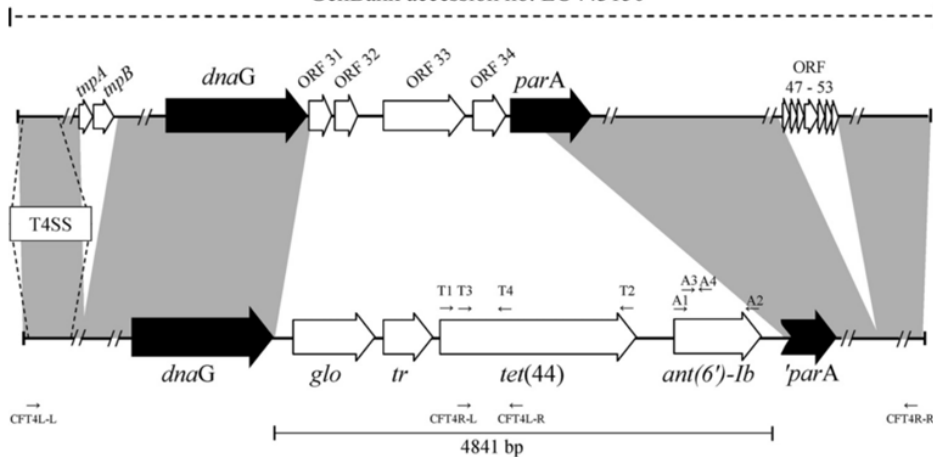 tnpA
tnpB
dnaG
ORF 31
ORF 32
ORF 33
ORF 34
parA
ORF
47 - 53
T4SS
T1
T3
T4
T2
A3
A4
A1
A2
dnaG
glo
tr
tet(44)
ant(6')-Ib
'parA
CFT4L-L
CFT4R-L
CFT4L-R
CFT4R-R
4841 bp